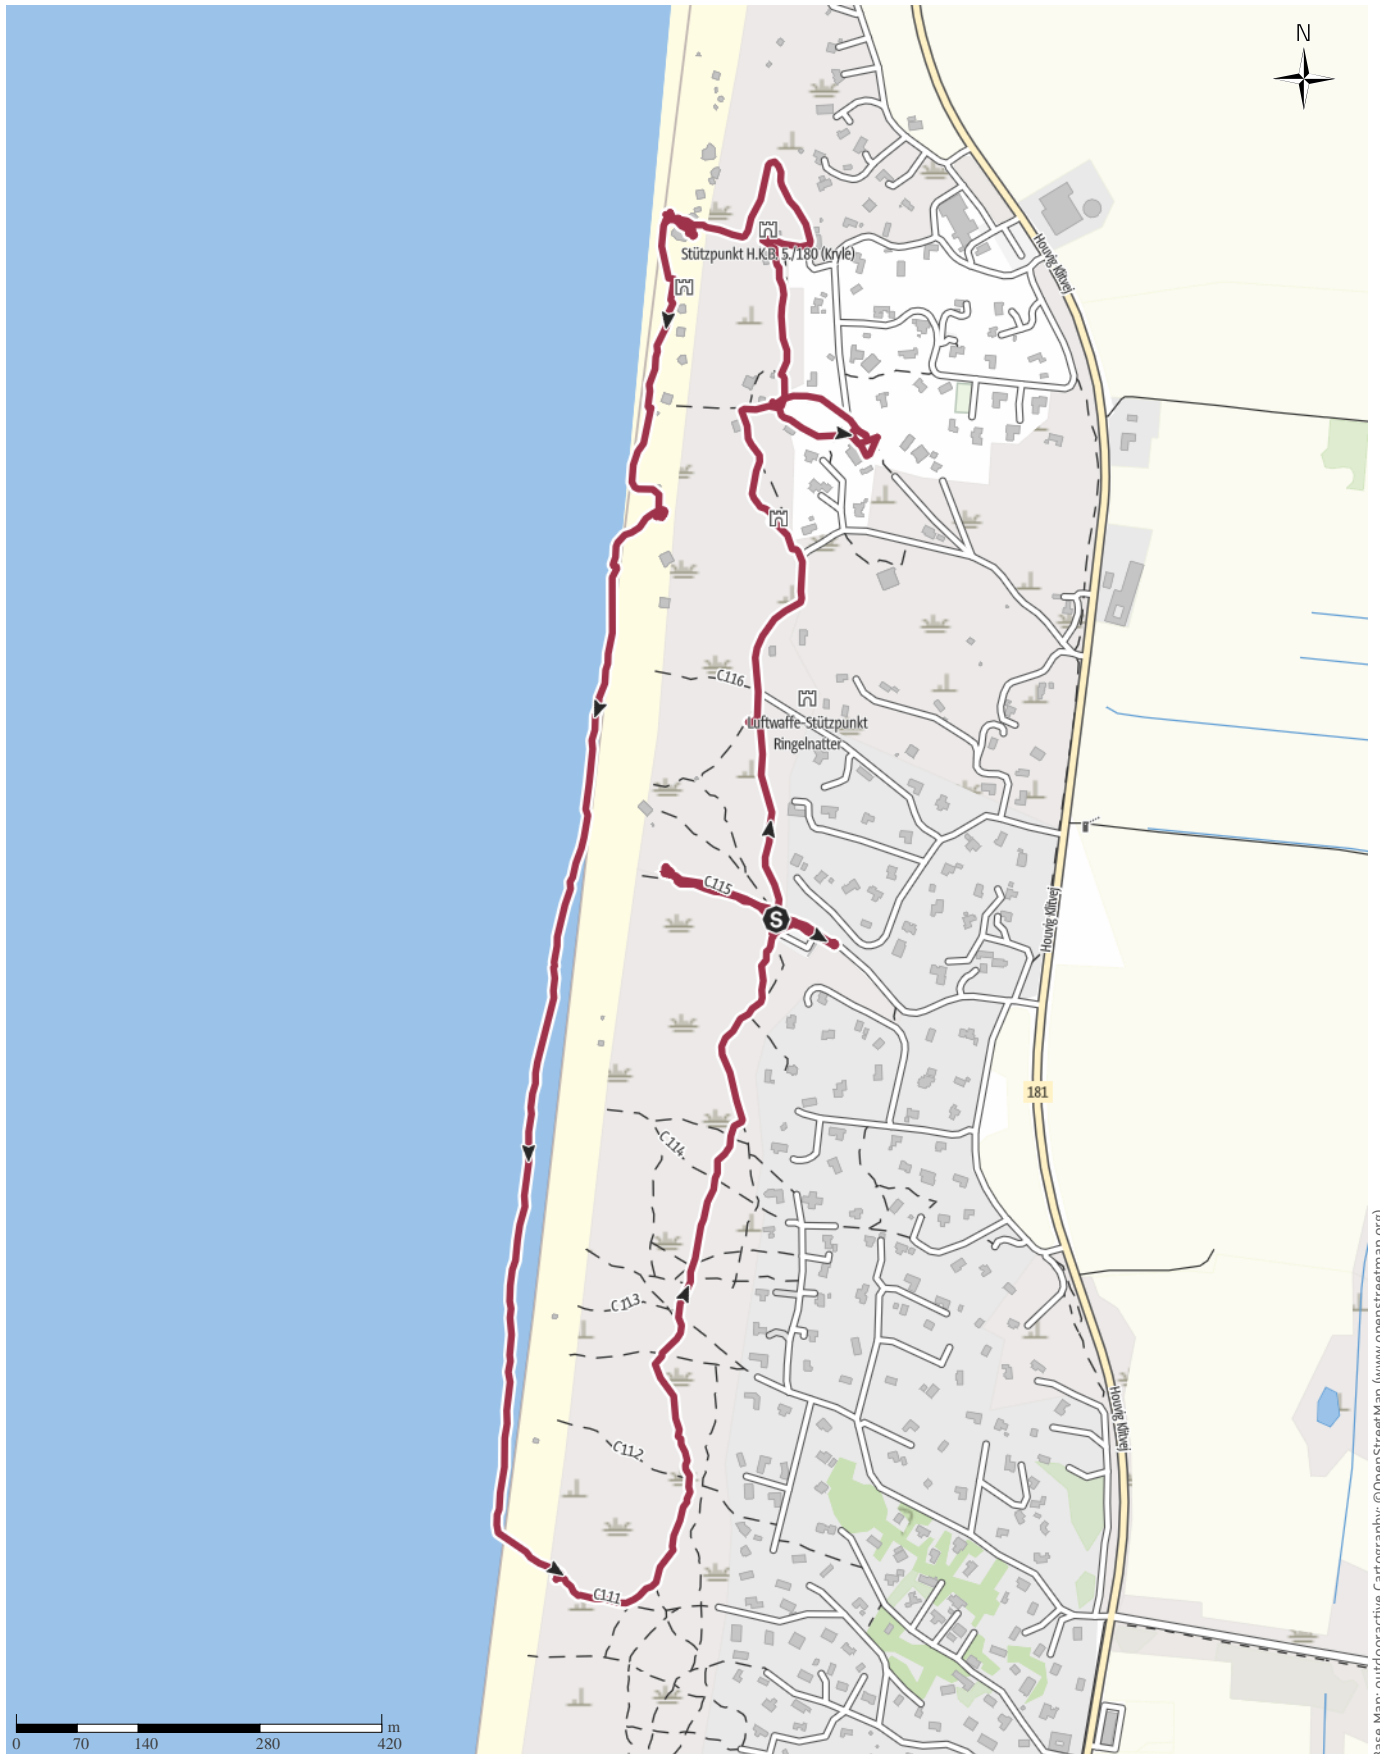 N
Houvig Klitvej
Stützpunkt H.K.B. 5./180 (Kryle)
C116
Luftwaffe-Stützpunkt
Ringelnatter
C115
S
Houvig Klitvej
181
C114
C113
Houvig Klitvej
C112
C111
m
0 70 140 280 420
ase Map: outdooractive Cartography; ©OpenStreetMap (www.openstreetmap.org)